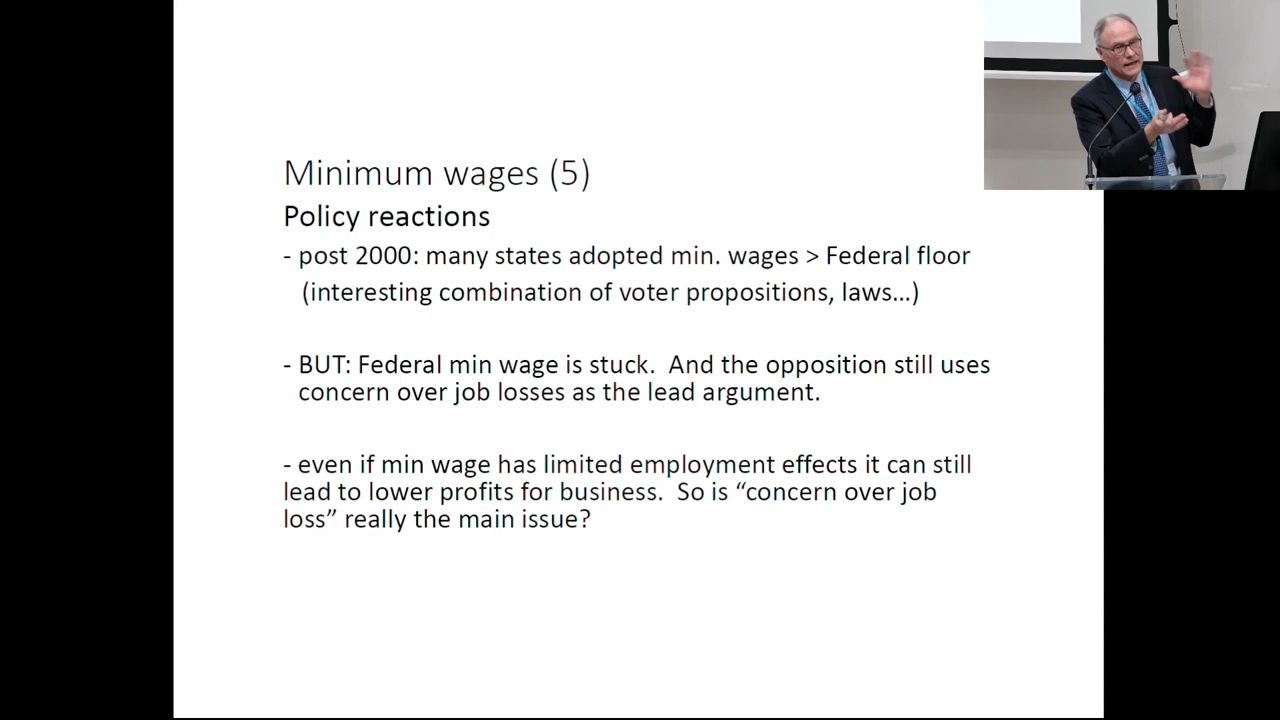 Minimum wages (5)
Policy reactions
- post 2000: many states adopted min. wages > Federal floor
(interesting combination of voter propositions, laws…)
- BUT: Federal min wage is stuck.  And the opposition still uses
concern over job losses as the lead argument.
- even if min wage has limited employment effects it can still
lead to lower profits for business.  So is “concern over job
loss” really the main issue?